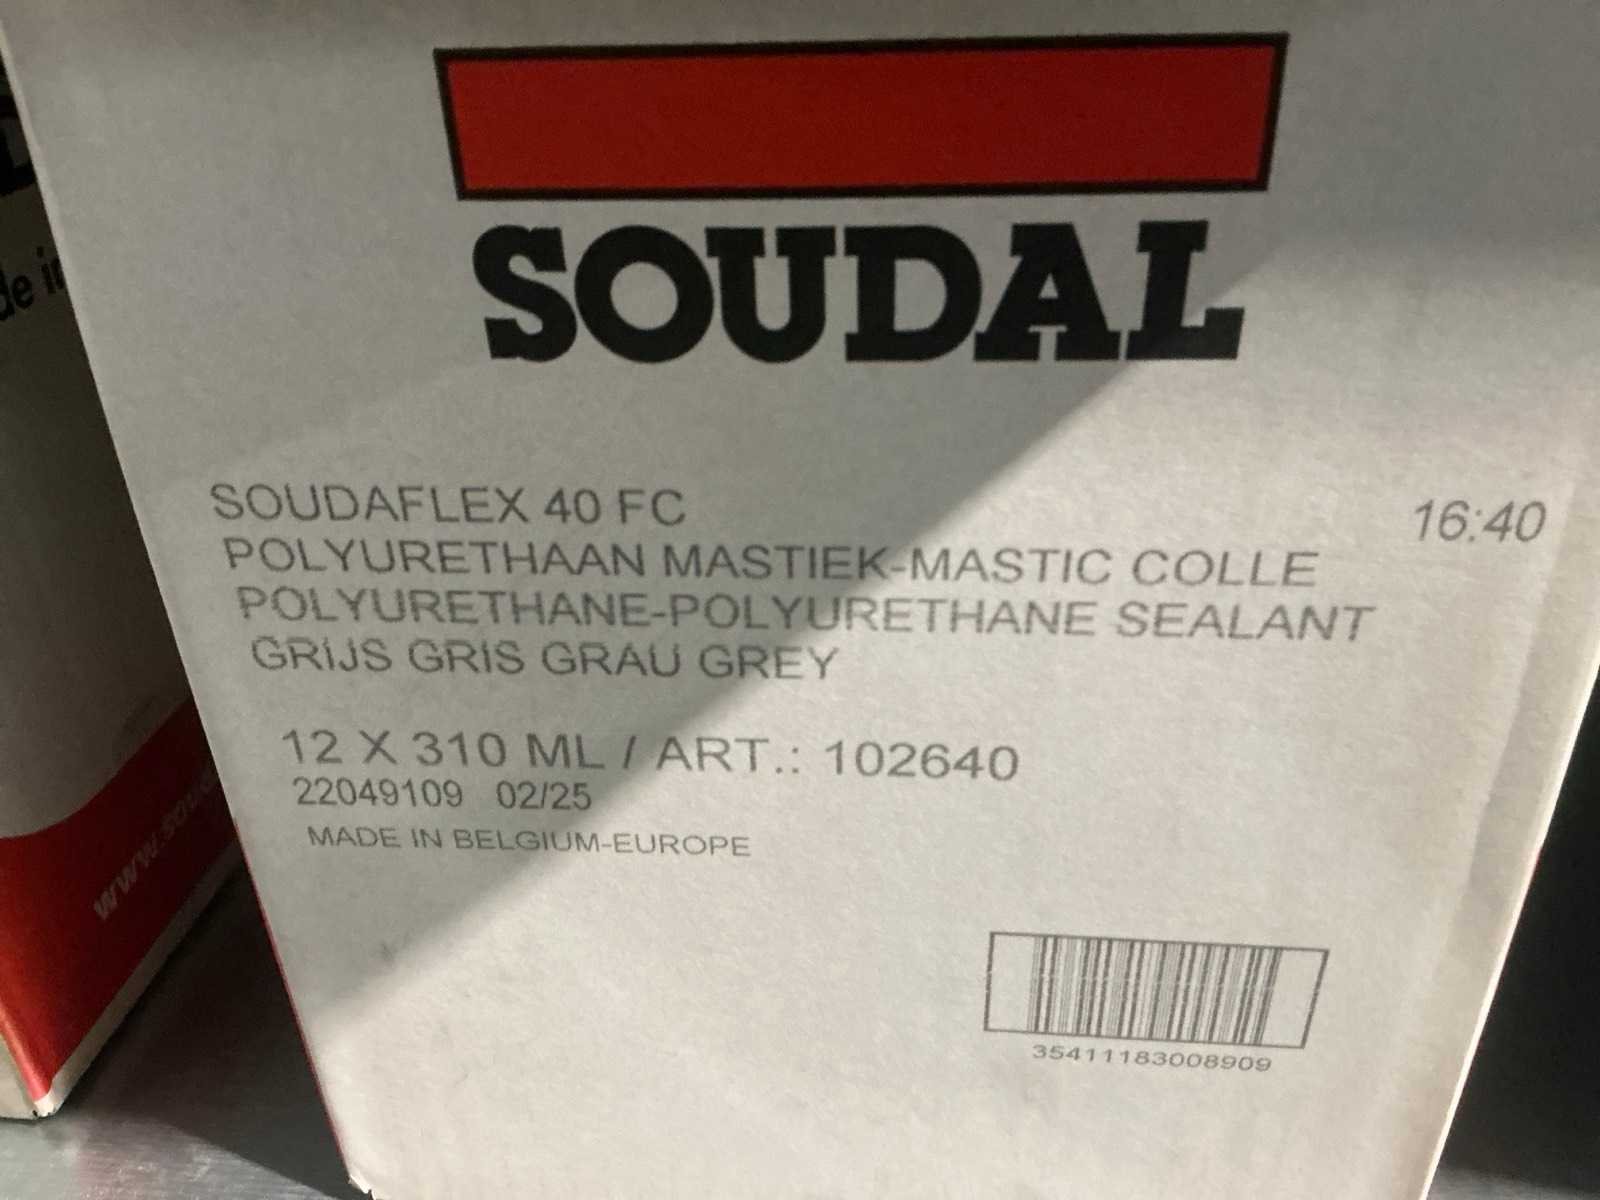 SOUDAL
SOUDAFLEX 40 FC
16:40
POLYURETHAAN MASTIEK-MASTIC COLLE
POLYURETHANE-POLYURETHANE SEALANT
GRIJS GRIS GRAU GREY
12 X 310 ML / ART.: 102640
22049109 02/25
MADE IN BELGIUM-EUROPE
35411183008909